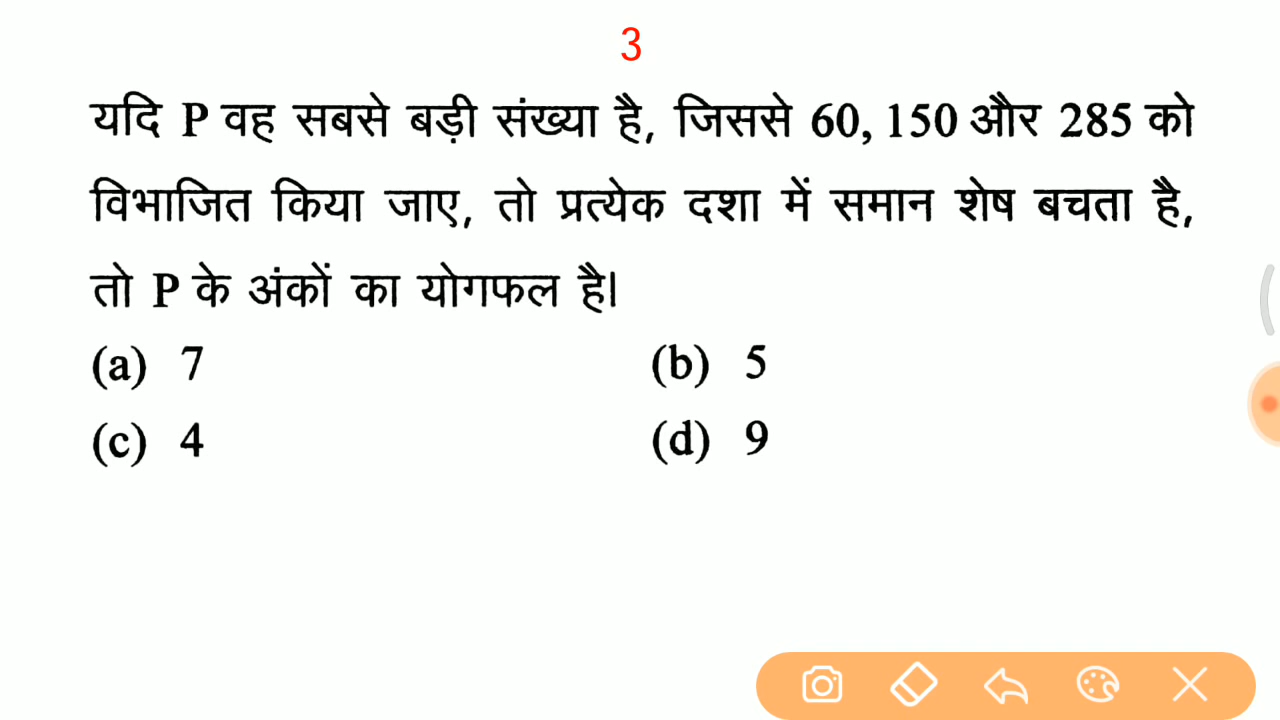 3
यदि P वह सबसे बड़ी संख्या है, जिससे 60, 150 और 285 को
विभाजित किया जाए, तो प्रत्येक दशा में समान शेष बचता है,
तो P के अंकों का योगफल है।
(a) 7 (b) 5
(c) 4 (d) 9